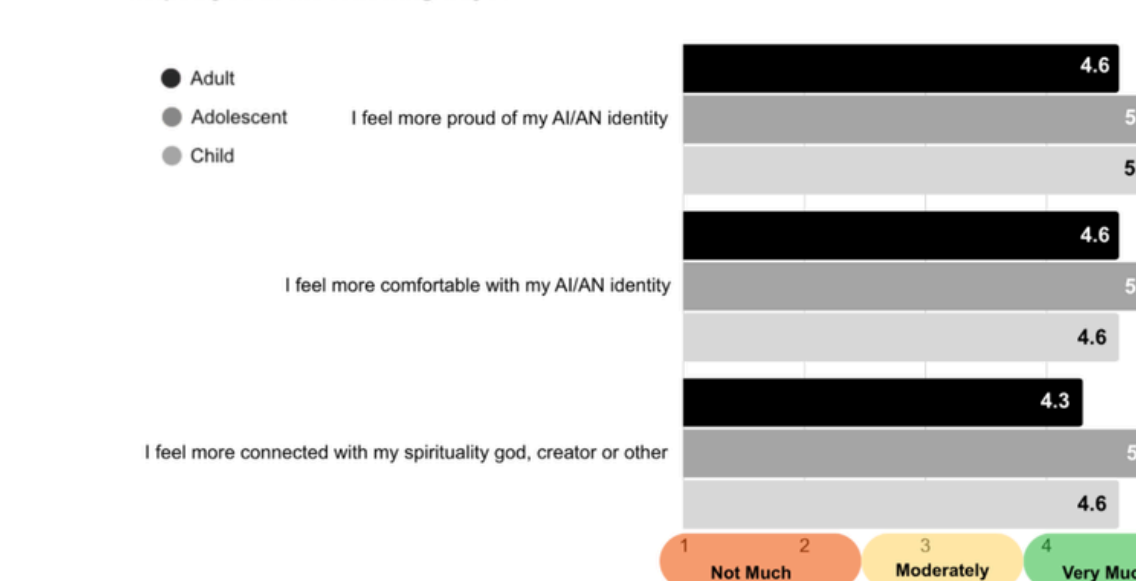 Adult
Adolescent
Child
I feel more proud of my AI/AN identity
4.6
5
5
I feel more comfortable with my AI/AN identity
4.6
5
4.6
I feel more connected with my spirituality god, creator or other
4.3
5
4.6
1 2 3 4
Not Much Moderately Very Muc